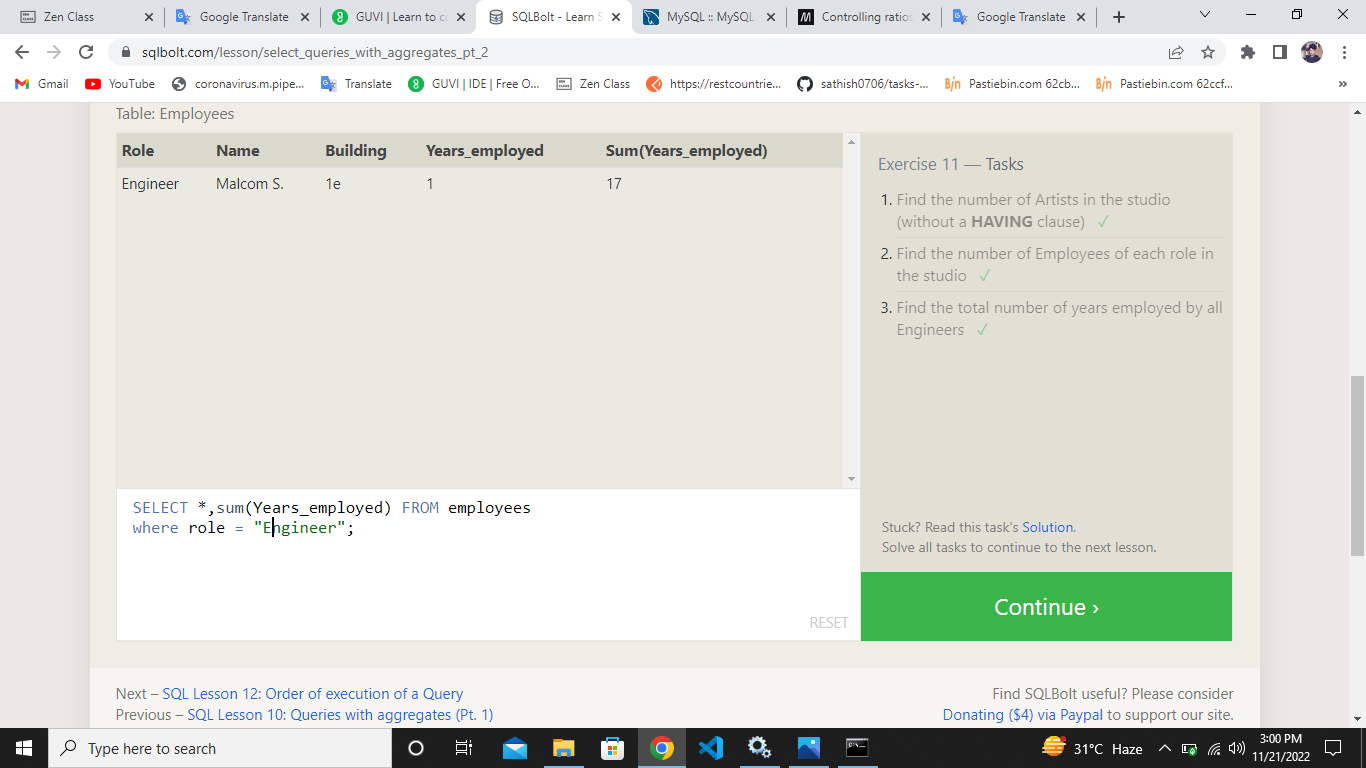 Zen Class
Google Translate
GUVI | Learn to co
SQLBolt - Learn S
MySQL :: MySQL
Controlling ratios
Google Translate
sqlbolt.com/lesson/select_queries_with_aggregates_pt_2
Gmail
YouTube
coronavirus.m.pipe...
Translate
GUVI | IDE | Free O...
Zen Class
https://restcountrie...
sathish0706/tasks-...
Pastiebin.com 62cb...
Pastiebin.com 62ccf...
Table: Employees
Role Name Building Years_employed Sum(Years_employed)
Engineer Malcom S. 1e 1 17
Exercise 11 — Tasks
1. Find the number of Artists in the studio
(without a HAVING clause) ✓
2. Find the number of Employees of each role in
the studio ✓
3. Find the total number of years employed by all
Engineers ✓
SELECT *,sum(Years_employed) FROM employees
where role = "Engineer";
RESET
Stuck? Read this task's Solution.
Solve all tasks to continue to the next lesson.
Continue ›
Next – SQL Lesson 12: Order of execution of a Query
Previous – SQL Lesson 10: Queries with aggregates (Pt. 1)
Find SQLBolt useful? Please consider
Donating ($4) via Paypal to support our site.
Type here to search
31°C Haze
3:00 PM
11/21/2022